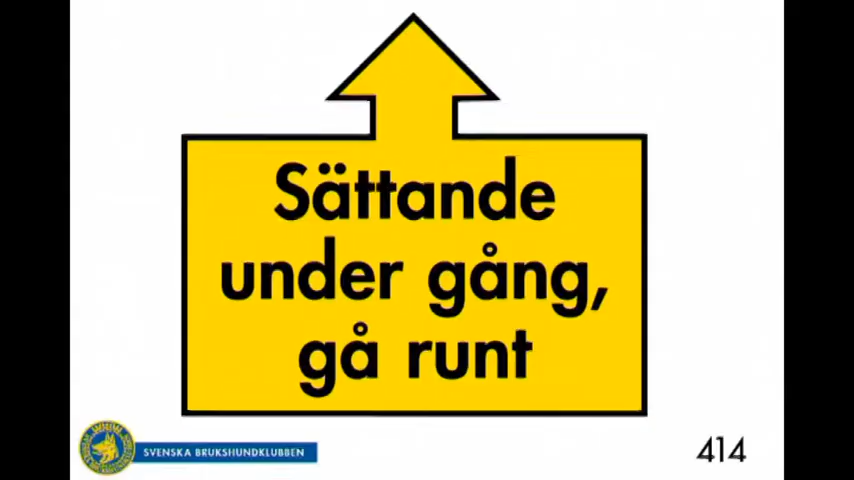 Sättande
under gång,
gå runt
SVENSKA BRUKSHUNDKLUBBEN
414